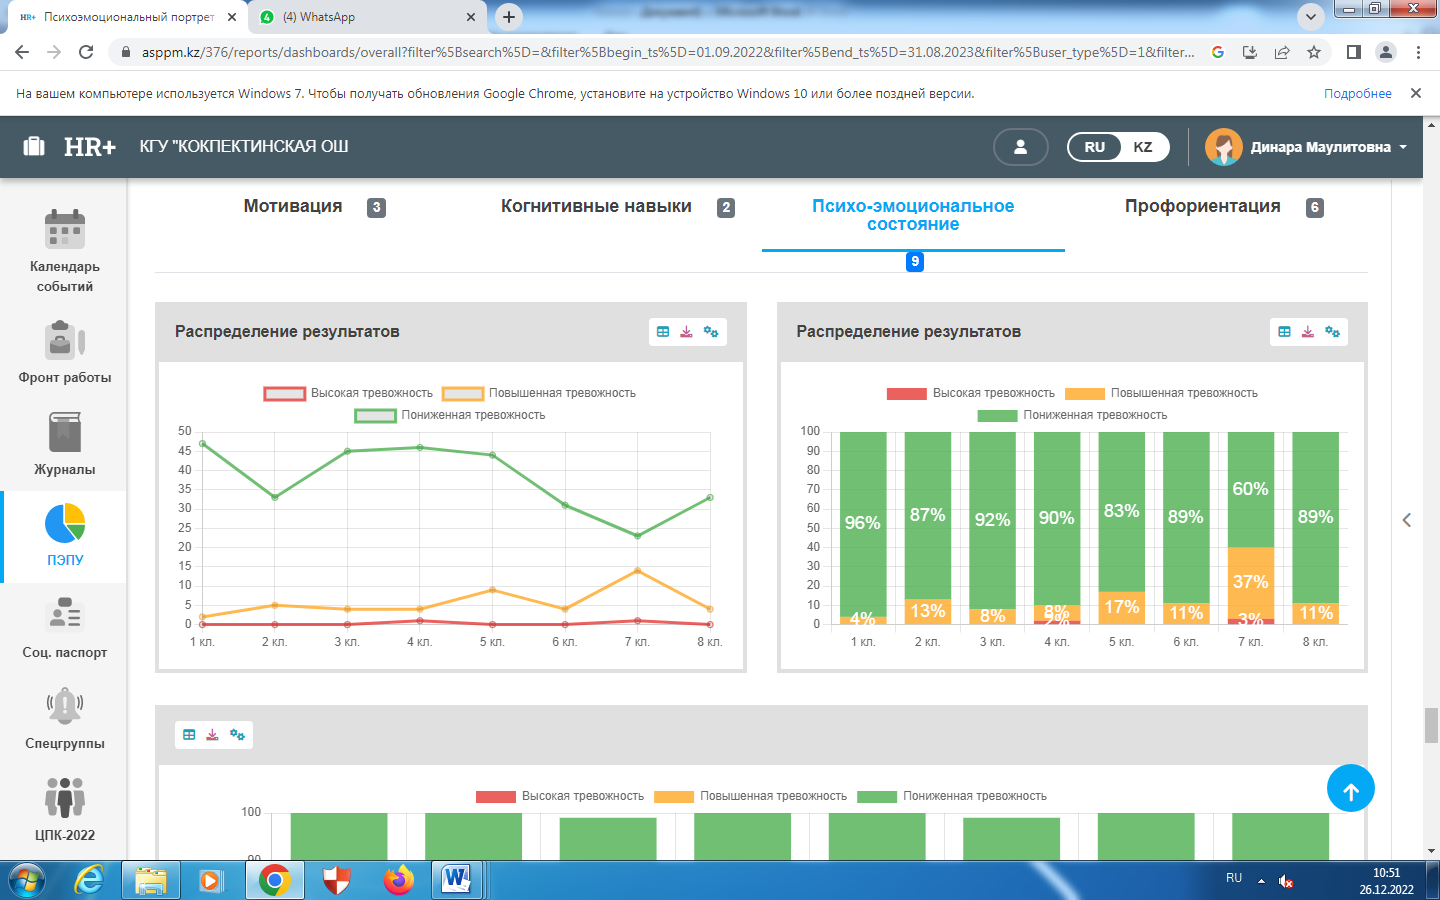 Психоэмоциональный портрет
(4) WhatsApp
asppm.kz/376/reports/dashboards/overall?filter%5Bsearch%5D=&filter%5Bbegin_ts%5D=01.09.2022&filter%5Bend_ts%5D=31.08.2023&filter%5Buser_type%5D=1&filter...
На вашем компьютере используется Windows 7. Чтобы получать обновления Google Chrome, установите на устройство Windows 10 или более поздней версии.
Подробнее
HR+ КГУ "КОКПЕКТИНСКАЯ ОШ
RU KZ
Динара Маулитовна
Календарь
событий
Фронт работы
Журналы
ПЭПУ
Соц. паспорт
Спецгруппы
ЦПК-2022
Мотивация 3
Когнитивные навыки 2
Психо-эмоциональное
состояние
9
Профориентация 6
Распределение результатов
Высокая тревожность Повышенная тревожность
Пониженная тревожность
50
45
40
35
30
25
20
15
10
5
0
1 кл. 2 кл. 3 кл. 4 кл. 5 кл. 6 кл. 7 кл. 8 кл.
Распределение результатов
Высокая тревожность Повышенная тревожность
Пониженная тревожность
100
90
80
70
60
50
40
30
20
10
0
96% 87% 92% 90% 83% 89% 60% 89%
4% 13% 8% 8% 17% 11% 37% 11%
2% 3%
1 кл. 2 кл. 3 кл. 4 кл. 5 кл. 6 кл. 7 кл. 8 кл.
Высокая тревожность Повышенная тревожность Пониженная тревожность
100
90
RU
10:51
26.12.2022